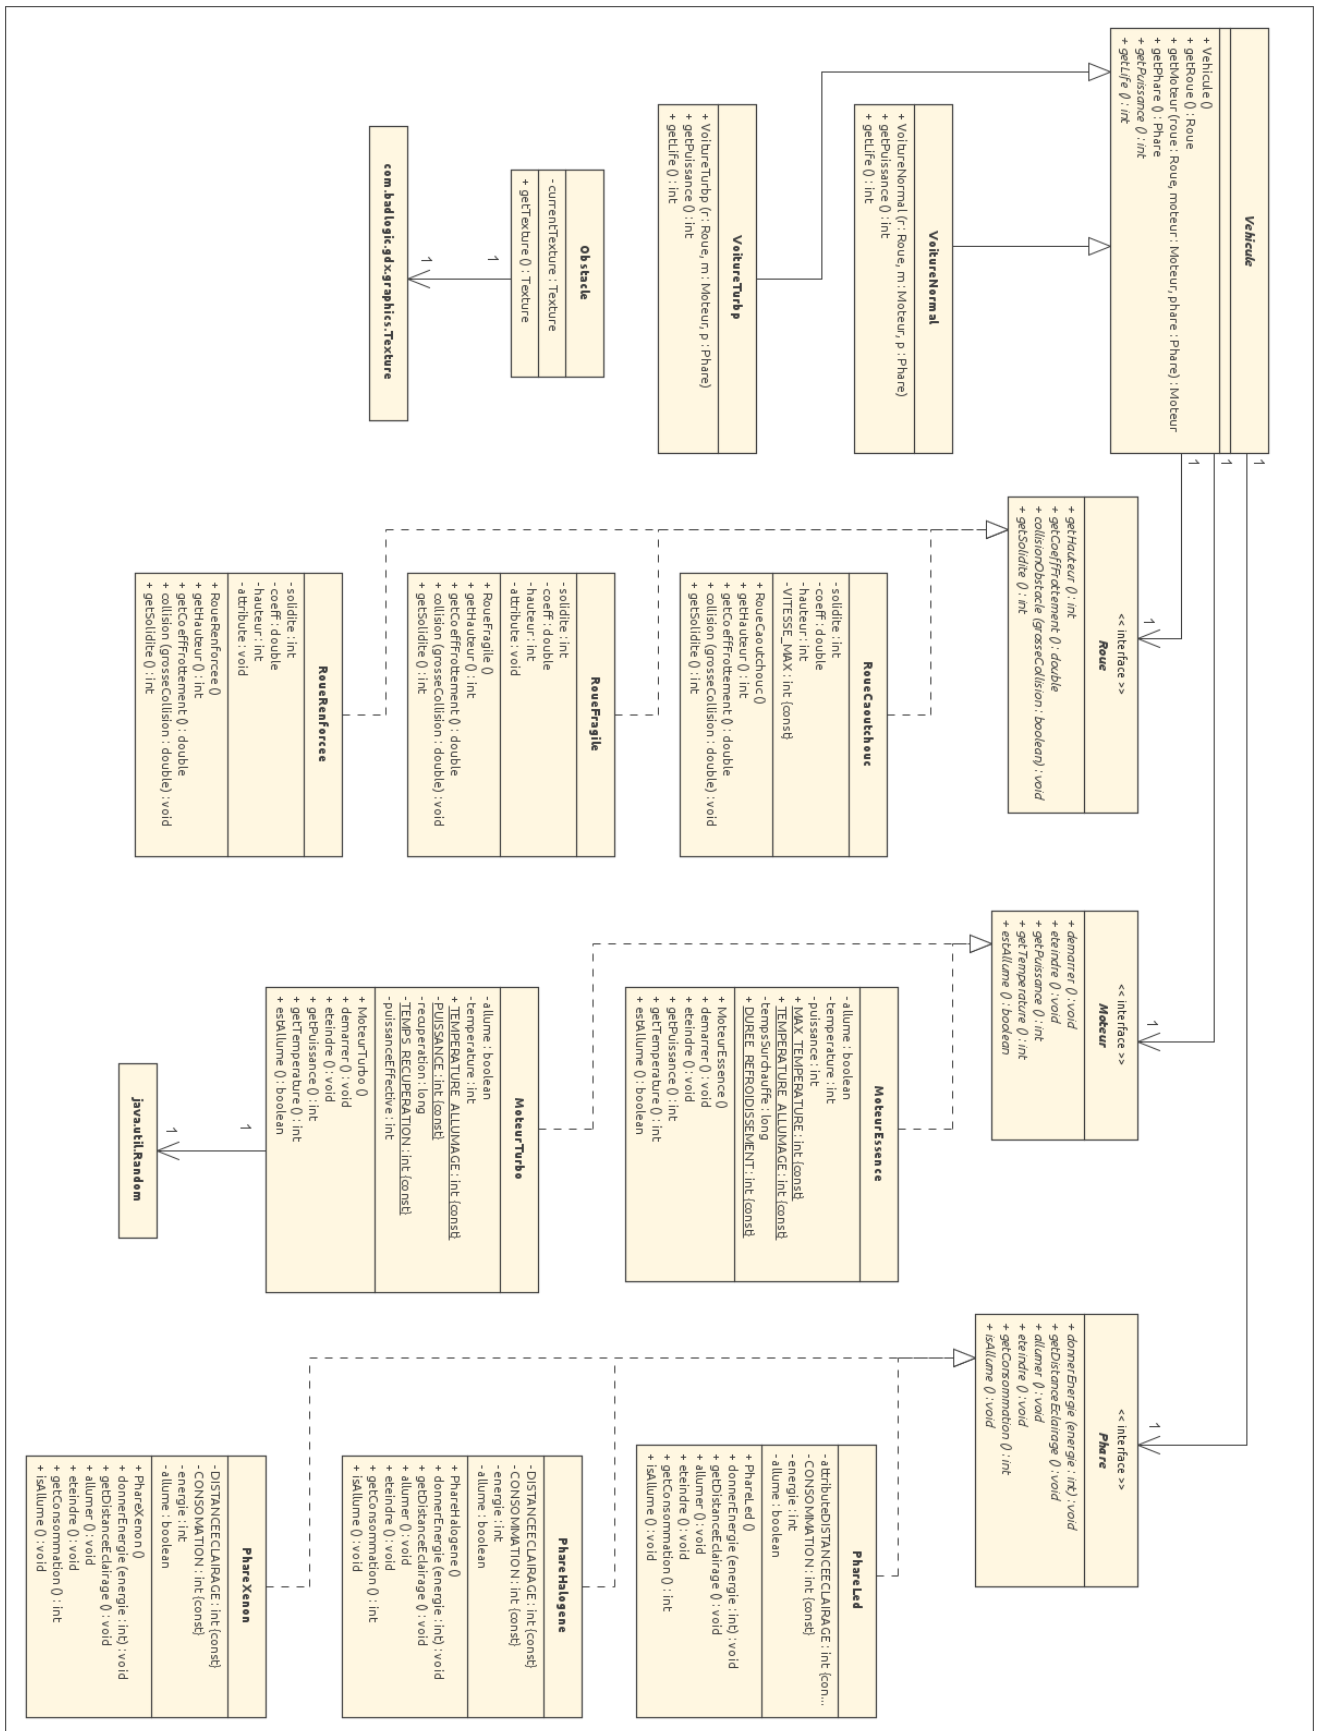 Vehicule
+ Vehicule ()
+ getRoue () : Roue
+ getMoteur (roue : Roue, moteur : Moteur, phare : Phare) : Moteur
+ getPhare () : Phare
+ getPuissance () : int
+ getLife () : int
1
1
1
VoitureNormal
+ VoitureNormal (r : Roue, m : Moteur, p : Phare)
+ getPuissance () : int
+ getLife () : int
VoitureTurbp
+ VoitureTurbp (r : Roue, m : Moteur, p : Phare)
+ getPuissance () : int
+ getLife () : int
Obstacle
- currentTexture : Texture
+ getTexture () : Texture
1
1
com.badlogic.gdx.graphics.Texture
1
<< interface >>
Roue
+ getHauteur () : int
+ getCoeffFrottement () : double
+ collisionObstacle (grosseCollision : boolean) : void
+ getSolidite () : int
RoueCaoutchouc
- solidite : int
- coeff : double
- hauteur : int
- VITESSE_MAX : int {const}
+ RoueCaoutchouc ()
+ getHauteur () : int
+ getCoeffFrottement () : double
+ collision (grosseCollision : double) : void
+ getSolidite () : int
RoueFragile
- solidite : int
- coeff : double
- hauteur : int
- attribute : void
+ RoueFragile ()
+ getHauteur () : int
+ getCoeffFrottement () : double
+ collision (grosseCollision : double) : void
+ getSolidite () : int
RoueRenforcee
- solidite : int
- coeff : double
- hauteur : int
- attribute : void
+ RoueRenforcee ()
+ getHauteur () : int
+ getCoeffFrottement () : double
+ collision (grosseCollision : double) : void
+ getSolidite () : int
1
<< interface >>
Moteur
+ demarrer () : void
+ eteindre () : void
+ getPuissance () : int
+ getTemperature () : int
+ estAllume () : boolean
MoteurEssence
- allume : boolean
- temperature : int
- puissance : int
+ MAX_TEMPERATURE : int {const}
+ TEMPERATURE_ALLUMAGE : int {const}
- tempsSurchauffe : long
+ DUREE_REFROIDISSEMENT : int {const}
+ MoteurEssence ()
+ demarrer () : void
+ eteindre () : void
+ getPuissance () : int
+ getTemperature () : int
+ estAllume () : boolean
MoteurTurbo
- allume : boolean
- temperature : int
+ TEMPERATURE_ALLUMAGE : int {const}
- PUISSANCE : int {const}
- recuperation : long
- TEMPS_RECUPERATION : int {const}
- puissanceEffective : int
+ MoteurTurbo ()
+ demarrer () : void
+ eteindre () : void
+ getPuissance () : int
+ getTemperature () : int
+ estAllume () : boolean
1
1
java.util.Random
1
<< interface >>
Phare
+ donnerEnergie (energie : int) : void
+ getDistanceEclairage () : void
+ allumer () : void
+ eteindre () : void
+ getConsommation () : int
+ isAllume () : void
PhareLed
- attributeDISTANCEECLAIRAGE : int {con...
- CONSOMMATION : int {const}
- energie : int
- allume : boolean
+ PhareLed ()
+ donnerEnergie (energie : int) : void
+ getDistanceEclairage () : void
+ allumer () : void
+ eteindre () : void
+ getConsommation () : int
+ isAllume () : void
PhareHalogene
- DISTANCEECLAIRAGE : int {const}
- CONSOMMATION : int {const}
- energie : int
- allume : boolean
+ PhareHalogene ()
+ donnerEnergie (energie : int) : void
+ getDistanceEclairage () : void
+ allumer () : void
+ eteindre () : void
+ getConsommation () : int
+ isAllume () : void
PhareXenon
- DISTANCEECLAIRAGE : int {const}
- CONSOMATION : int {const}
- energie : int
- allume : boolean
+ PhareXenon ()
+ donnerEnergie (energie : int) : void
+ getDistanceEclairage () : void
+ allumer () : void
+ eteindre () : void
+ getConsommation () : int
+ isAllume () : void